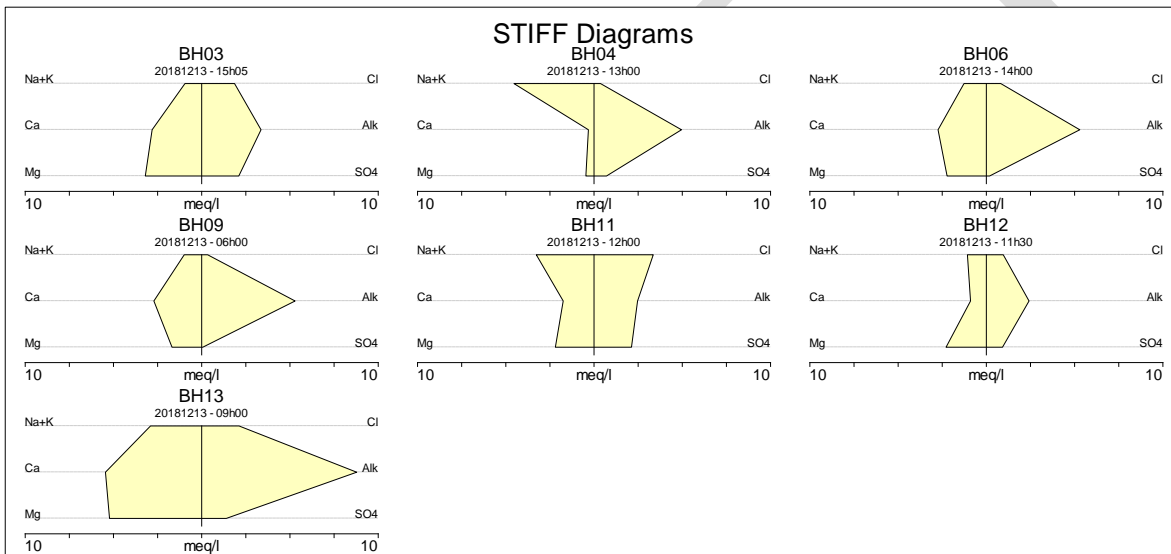 STIFF Diagrams
BH03
20181213 - 15h05
Na+K Cl
Ca Alk
Mg SO4
10 meq/l 10
BH04
20181213 - 13h00
Na+K Cl
Ca Alk
Mg SO4
10 meq/l 10
BH06
20181213 - 14h00
Na+K Cl
Ca Alk
Mg SO4
10 meq/l 10
BH09
20181213 - 06h00
Na+K Cl
Ca Alk
Mg SO4
10 meq/l 10
BH11
20181213 - 12h00
Na+K Cl
Ca Alk
Mg SO4
10 meq/l 10
BH12
20181213 - 11h30
Na+K Cl
Ca Alk
Mg SO4
10 meq/l 10
BH13
20181213 - 09h00
Na+K Cl
Ca Alk
Mg SO4
10 meq/l 10